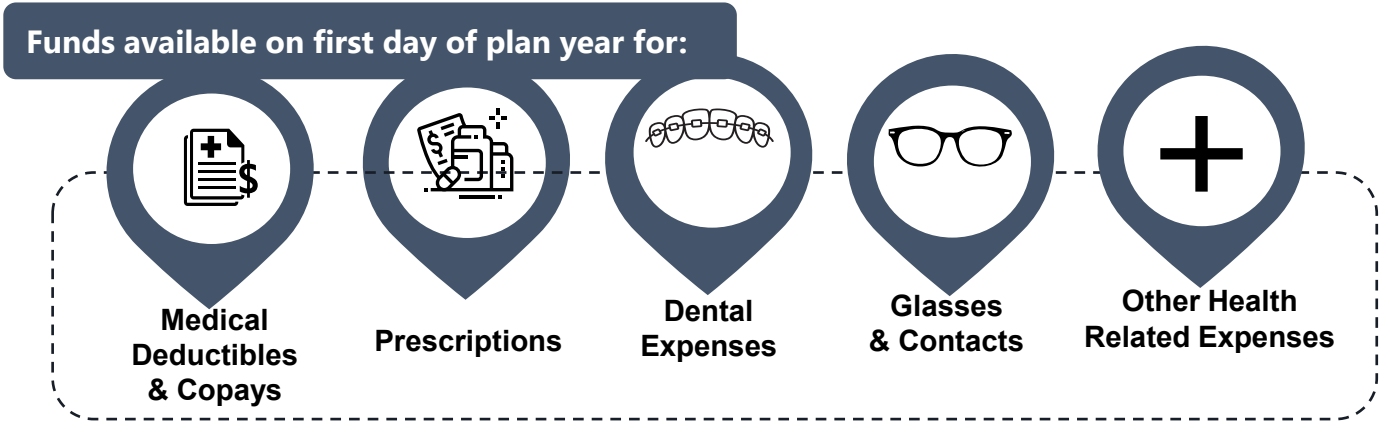 Funds available on first day of plan year for:
$
$
Medical
Deductibles
& Copays
Prescriptions
Dental
Expenses
Glasses
& Contacts
Other Health
Related Expenses